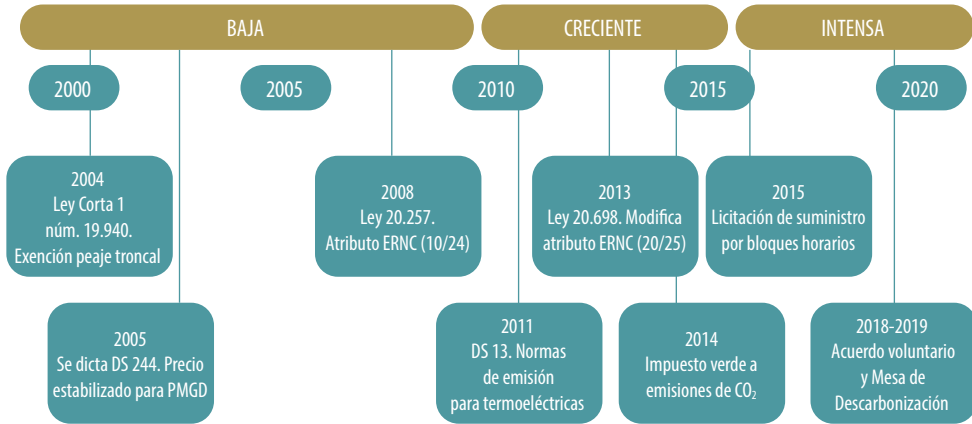 BAJA
CRECIENTE
INTENSA
2000
2005
2010
2015
2020
2004
Ley Corta 1
núm. 19.940.
Exención peaje troncal
2008
Ley 20.257.
Atributo ERNC (10/24)
2013
Ley 20.698. Modifica
atributo ERNC (20/25)
2015
Licitación de suministro
por bloques horarios
2005
Se dicta DS 244. Precio
estabilizado para PMGD
2011
DS 13. Normas
de emisión
para termoeléctricas
2014
Impuesto verde a
emisiones de CO₂
2018-2019
Acuerdo voluntario
y Mesa de
Descarbonización